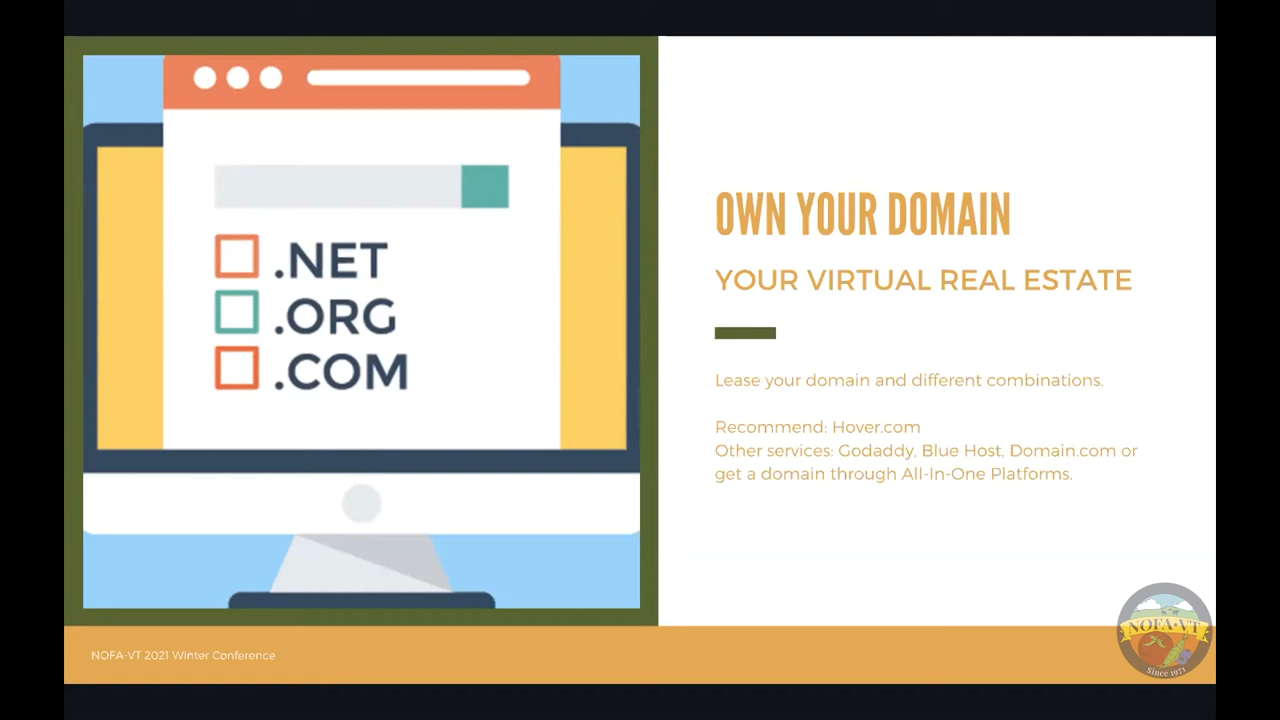 .NET
.ORG
.COM
OWN YOUR DOMAIN
YOUR VIRTUAL REAL ESTATE
Lease your domain and different combinations.
Recommend: Hover.com
Other services: Godaddy, Blue Host, Domain.com or
get a domain through All-In-One Platforms.
NOFA-VT 2021 Winter Conference
NOFA-VT
Since 1971